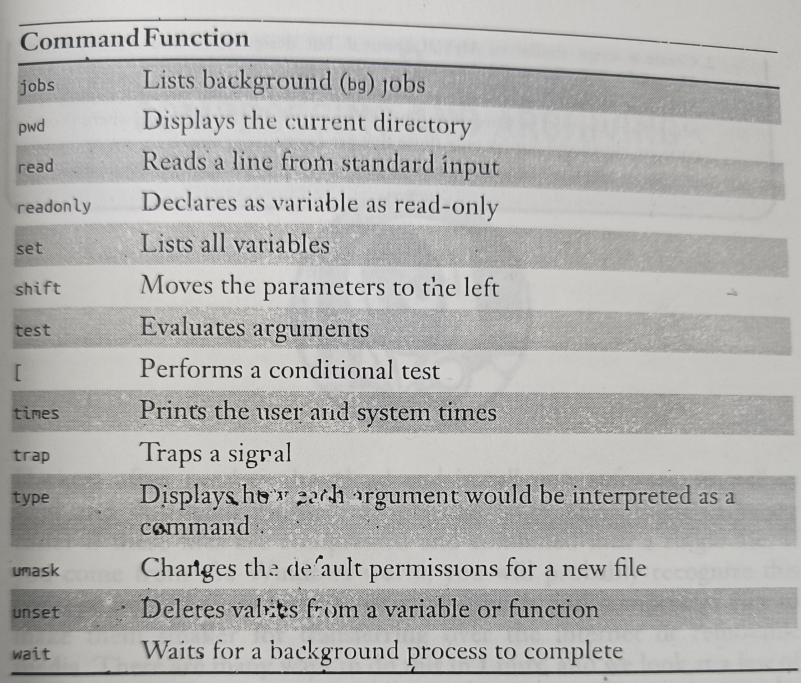 Command Function
jobs Lists background (bg) jobs
pwd Displays the current directory
read Reads a line from standard input
readonly Declares as variable as read-only
set Lists all variables
shift Moves the parameters to the left
test Evaluates arguments
[ Performs a conditional test
times Prints the user and system times
trap Traps a signal
type Displays how each argument would be interpreted as a
command
umask Changes the default permissions for a new file
unset Deletes values from a variable or function
wait Waits for a background process to complete